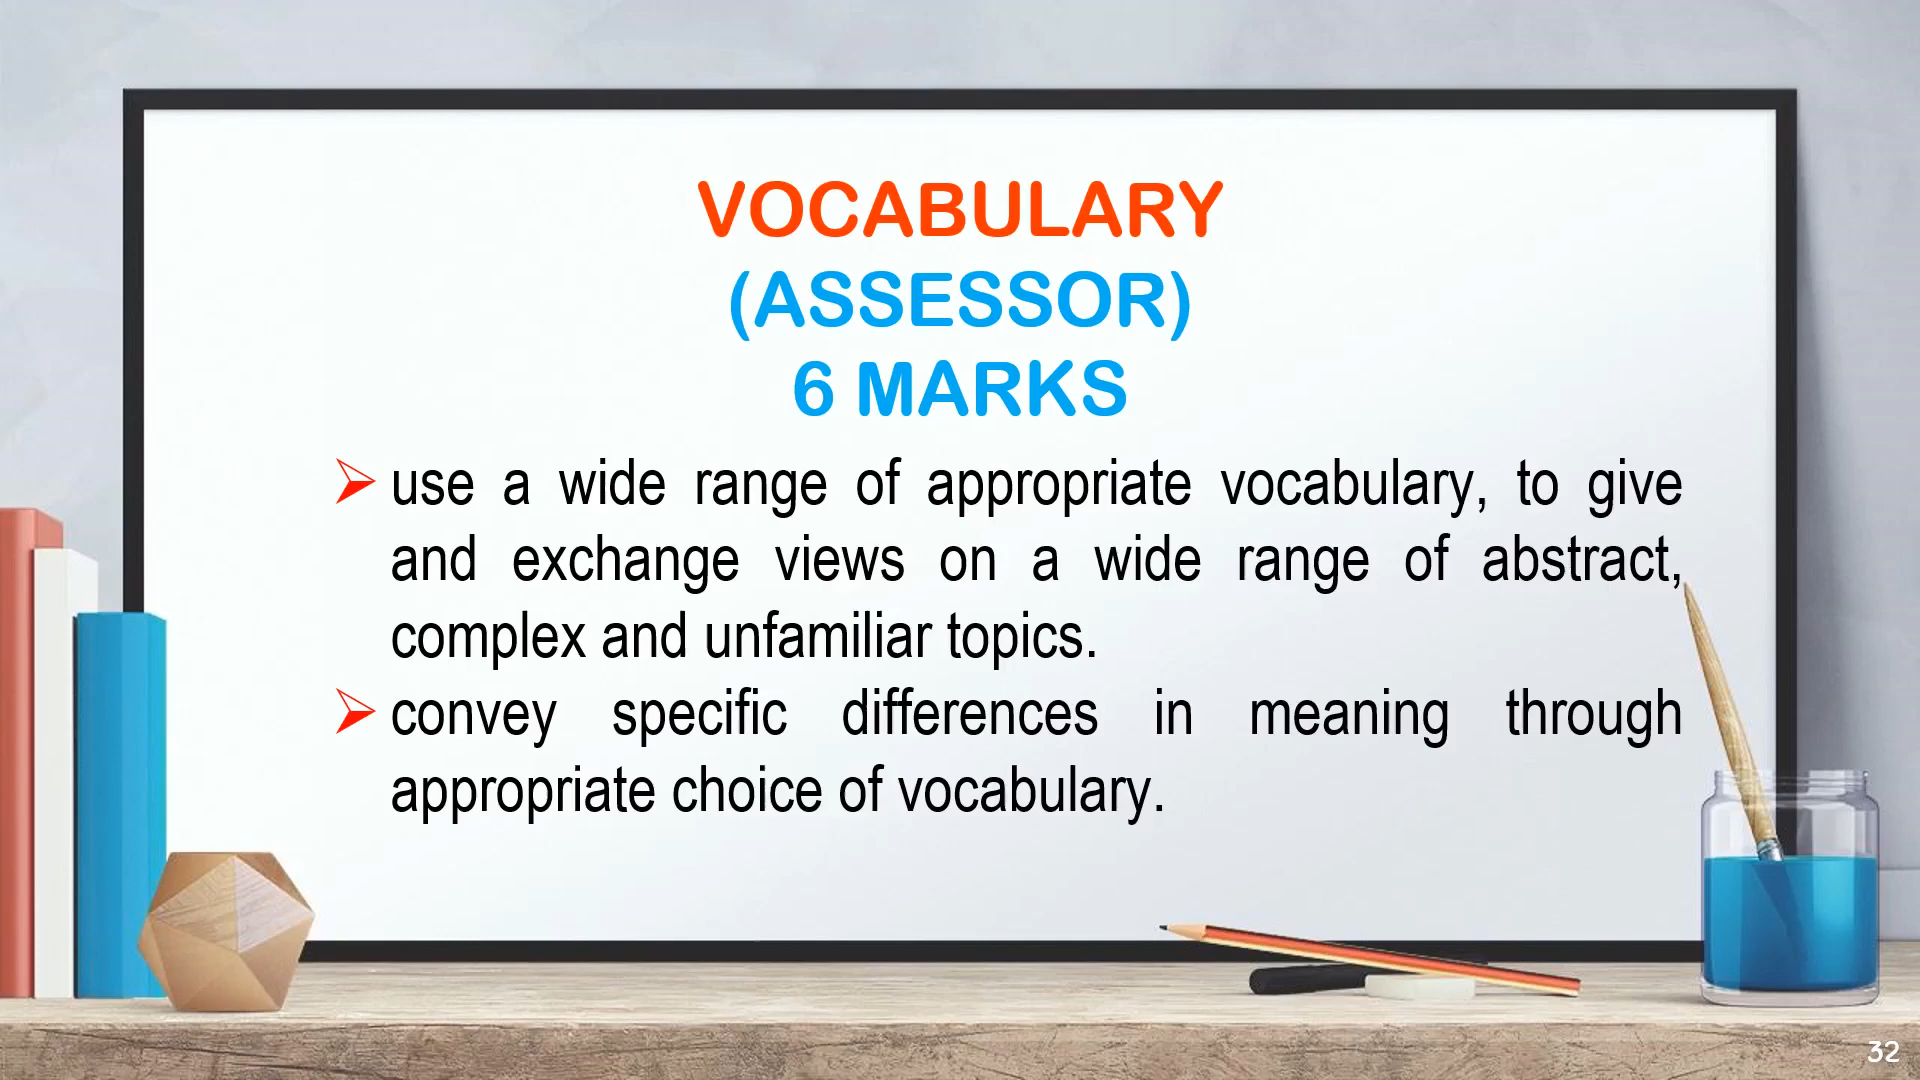 VOCABULARY
(ASSESSOR)
6 MARKS
➢ use a wide range of appropriate vocabulary, to give
and exchange views on a wide range of abstract,
complex and unfamiliar topics.
➢ convey specific differences in meaning through
appropriate choice of vocabulary.
32